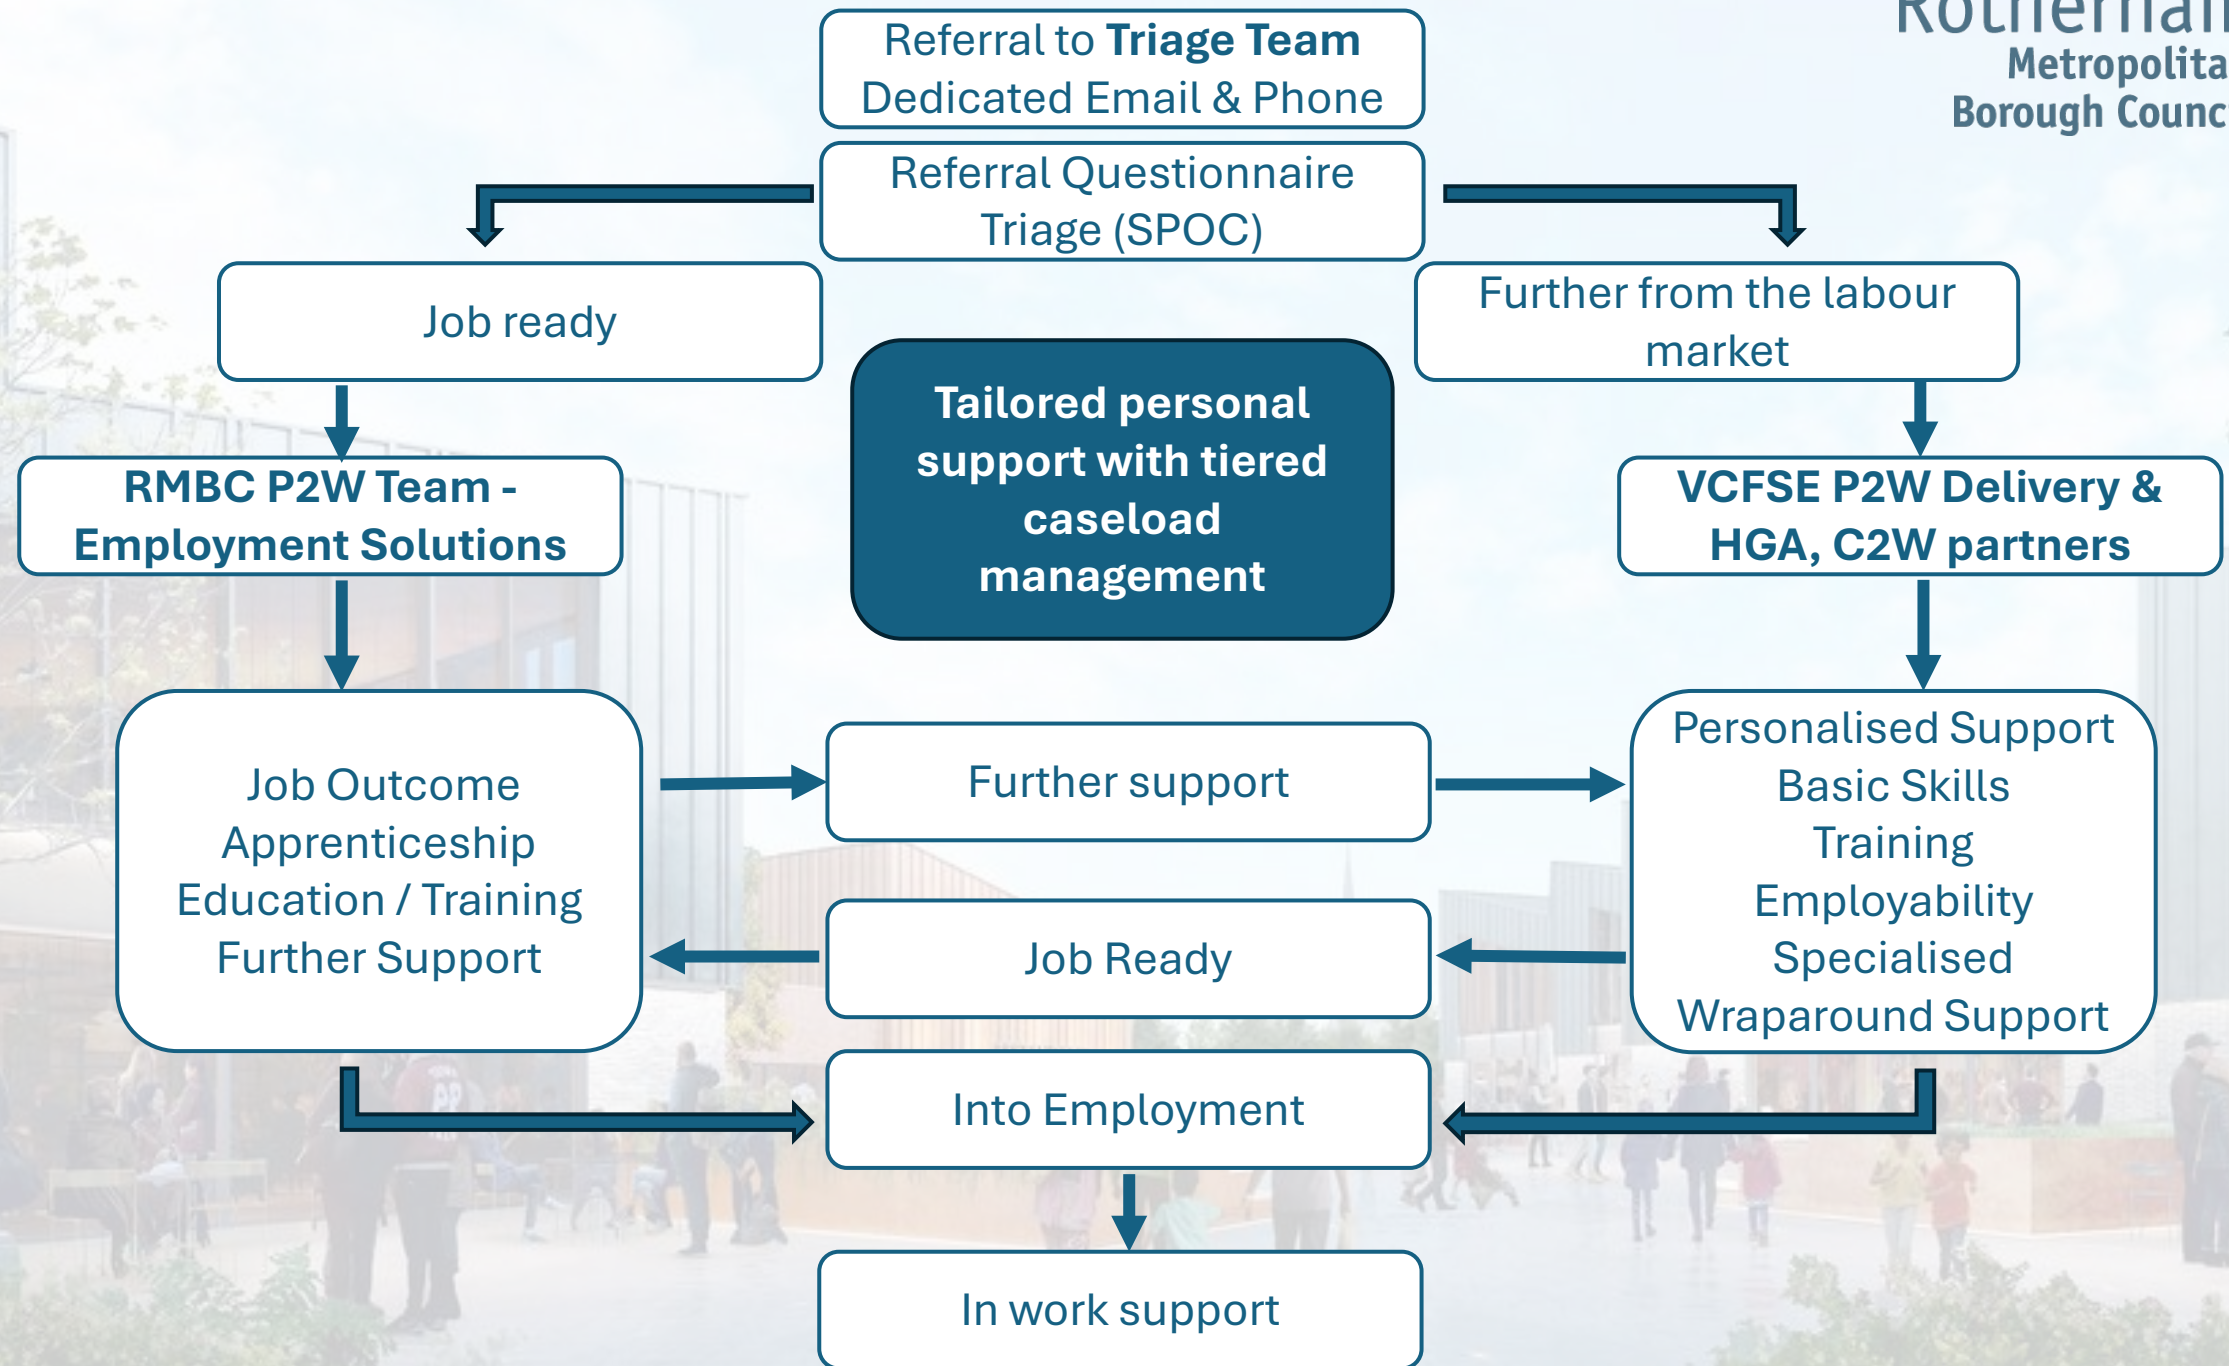 Referral to Triage Team
Dedicated Email & Phone
Metropolita
Borough Counc
Referral Questionnaire
Triage (SPOC)
Job ready
Further from the labour
market
Tailored personal
support with tiered
caseload
management
RMBC P2W Team -
Employment Solutions
VCFSE P2W Delivery &
HGA, C2W partners
Job Outcome
Apprenticeship
Education / Training
Further Support
Further support
Personalised Support
Basic Skills
Training
Employability
Specialised
Wraparound Support
Job Ready
Into Employment
In work support